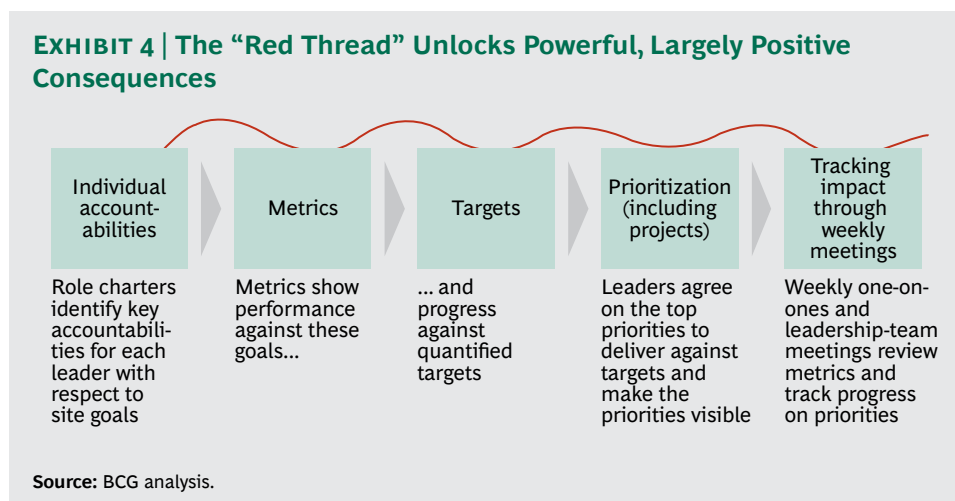 EXHIBIT 4 | The “Red Thread” Unlocks Powerful, Largely Positive
Consequences
Individual
account-
abilities
Metrics
Targets
Prioritization
(including
projects)
Tracking
impact
through
weekly
meetings
Role charters
identify key
accountabili-
ties for each
leader with
respect to
site goals
Metrics show
performance
against these
goals...
... and
progress
against
quantified
targets
Leaders agree
on the top
priorities to
deliver against
targets and
make the
priorities visible
Weekly one-on-
ones and
leadership-team
meetings review
metrics and
track progress
on priorities
Source: BCG analysis.